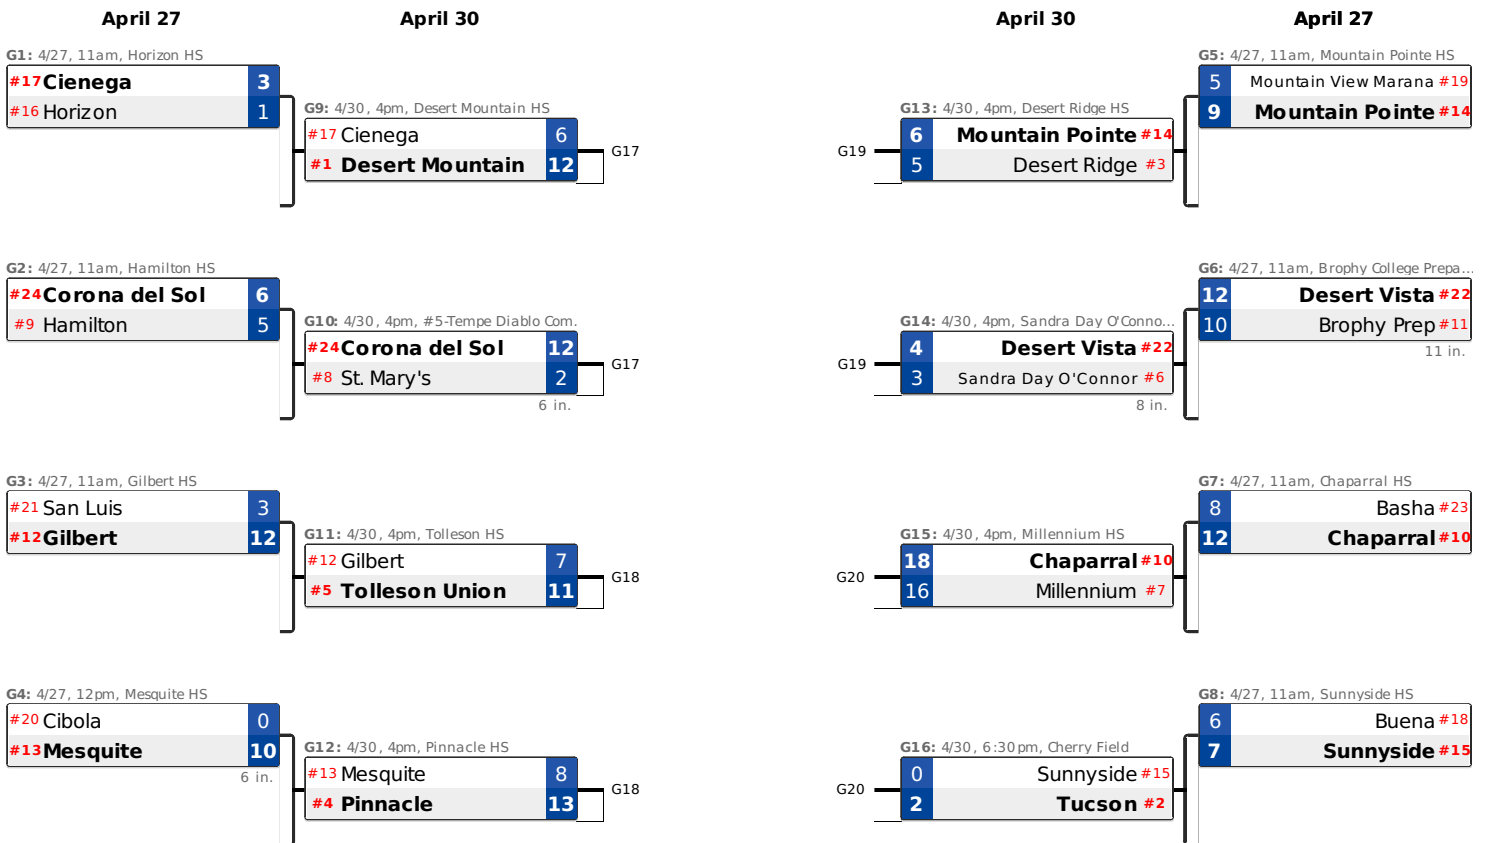 April 27
April 30
April 30
April 27
G1: 4/27, 11am, Horizon HS
#17 Cienega 3
#16 Horizon 1
G9: 4/30, 4pm, Desert Mountain HS
#17 Cienega 6
#1 Desert Mountain 12
G17
G2: 4/27, 11am, Hamilton HS
#24 Corona del Sol 6
#9 Hamilton 5
G10: 4/30, 4pm, #5-Tempe Diablo Com.
#24 Corona del Sol 12
#8 St. Mary's 2
6 in.
G17
G3: 4/27, 11am, Gilbert HS
#21 San Luis 3
#12 Gilbert 12
G11: 4/30, 4pm, Tolleson HS
#12 Gilbert 7
#5 Tolleson Union 11
G18
G4: 4/27, 12pm, Mesquite HS
#20 Cibola 0
#13 Mesquite 10
6 in.
G12: 4/30, 4pm, Pinnacle HS
#13 Mesquite 8
#4 Pinnacle 13
G18
G5: 4/27, 11am, Mountain Pointe HS
5 Mountain View Marana #19
9 Mountain Pointe #14
G13: 4/30, 4pm, Desert Ridge HS
6 Mountain Pointe #14
5 Desert Ridge #3
G19
G6: 4/27, 11am, Brophy College Prepa...
12 Desert Vista #22
10 Brophy Prep #11
11 in.
G14: 4/30, 4pm, Sandra Day O'Conno...
4 Desert Vista #22
3 Sandra Day O'Connor #6
8 in.
G19
G7: 4/27, 11am, Chaparral HS
8 Basha #23
12 Chaparral #10
G15: 4/30, 4pm, Millennium HS
18 Chaparral #10
16 Millennium #7
G20
G8: 4/27, 11am, Sunnyside HS
6 Buena #18
7 Sunnyside #15
G16: 4/30, 6:30pm, Cherry Field
0 Sunnyside #15
2 Tucson #2
G20